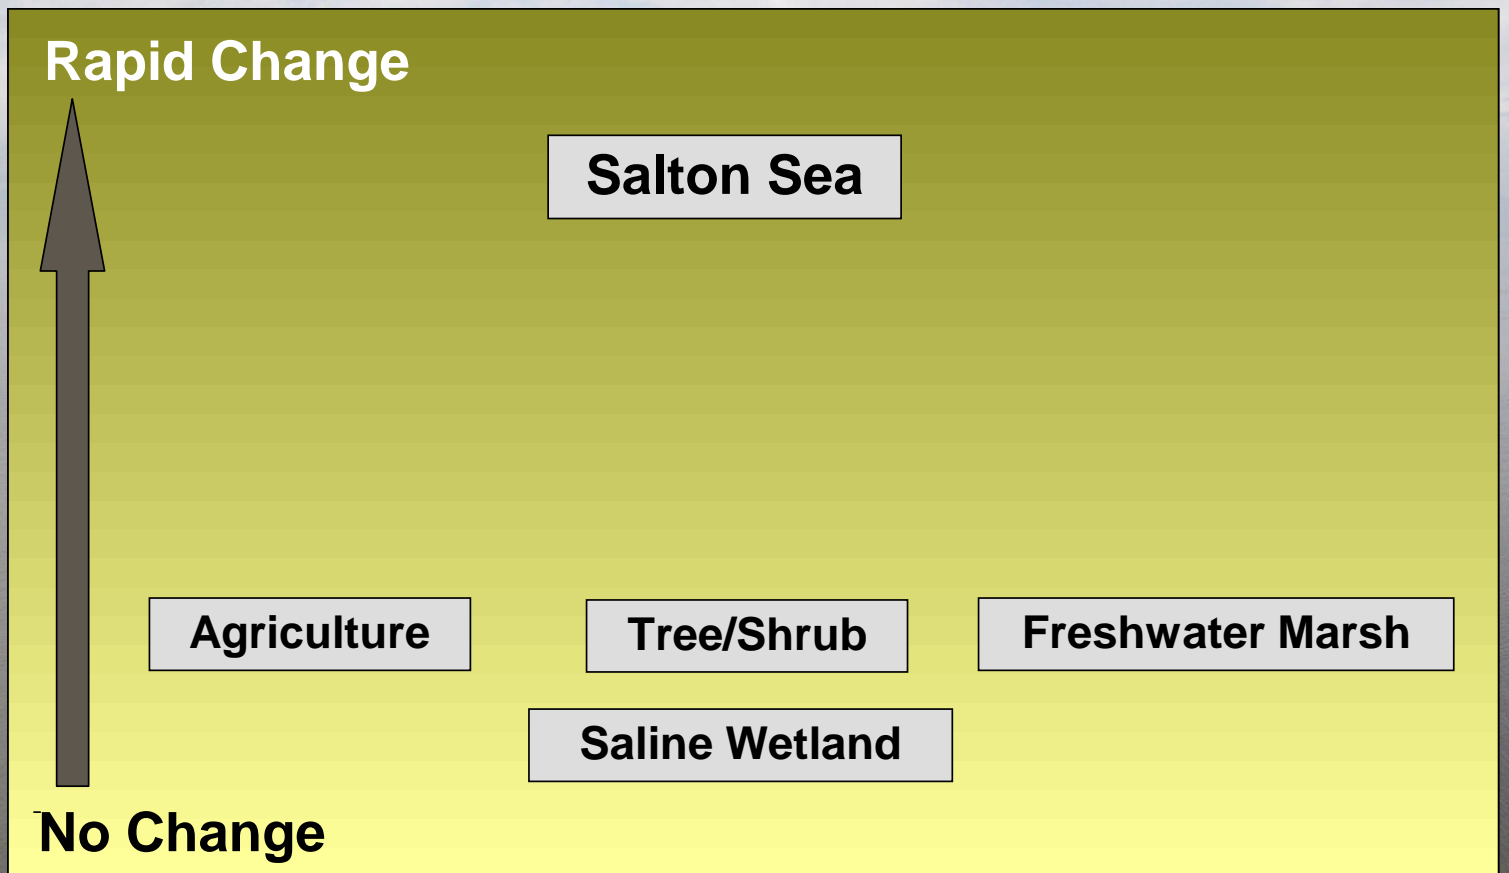 Rapid Change
Salton Sea
Agriculture
Tree/Shrub
Freshwater Marsh
Saline Wetland
No Change